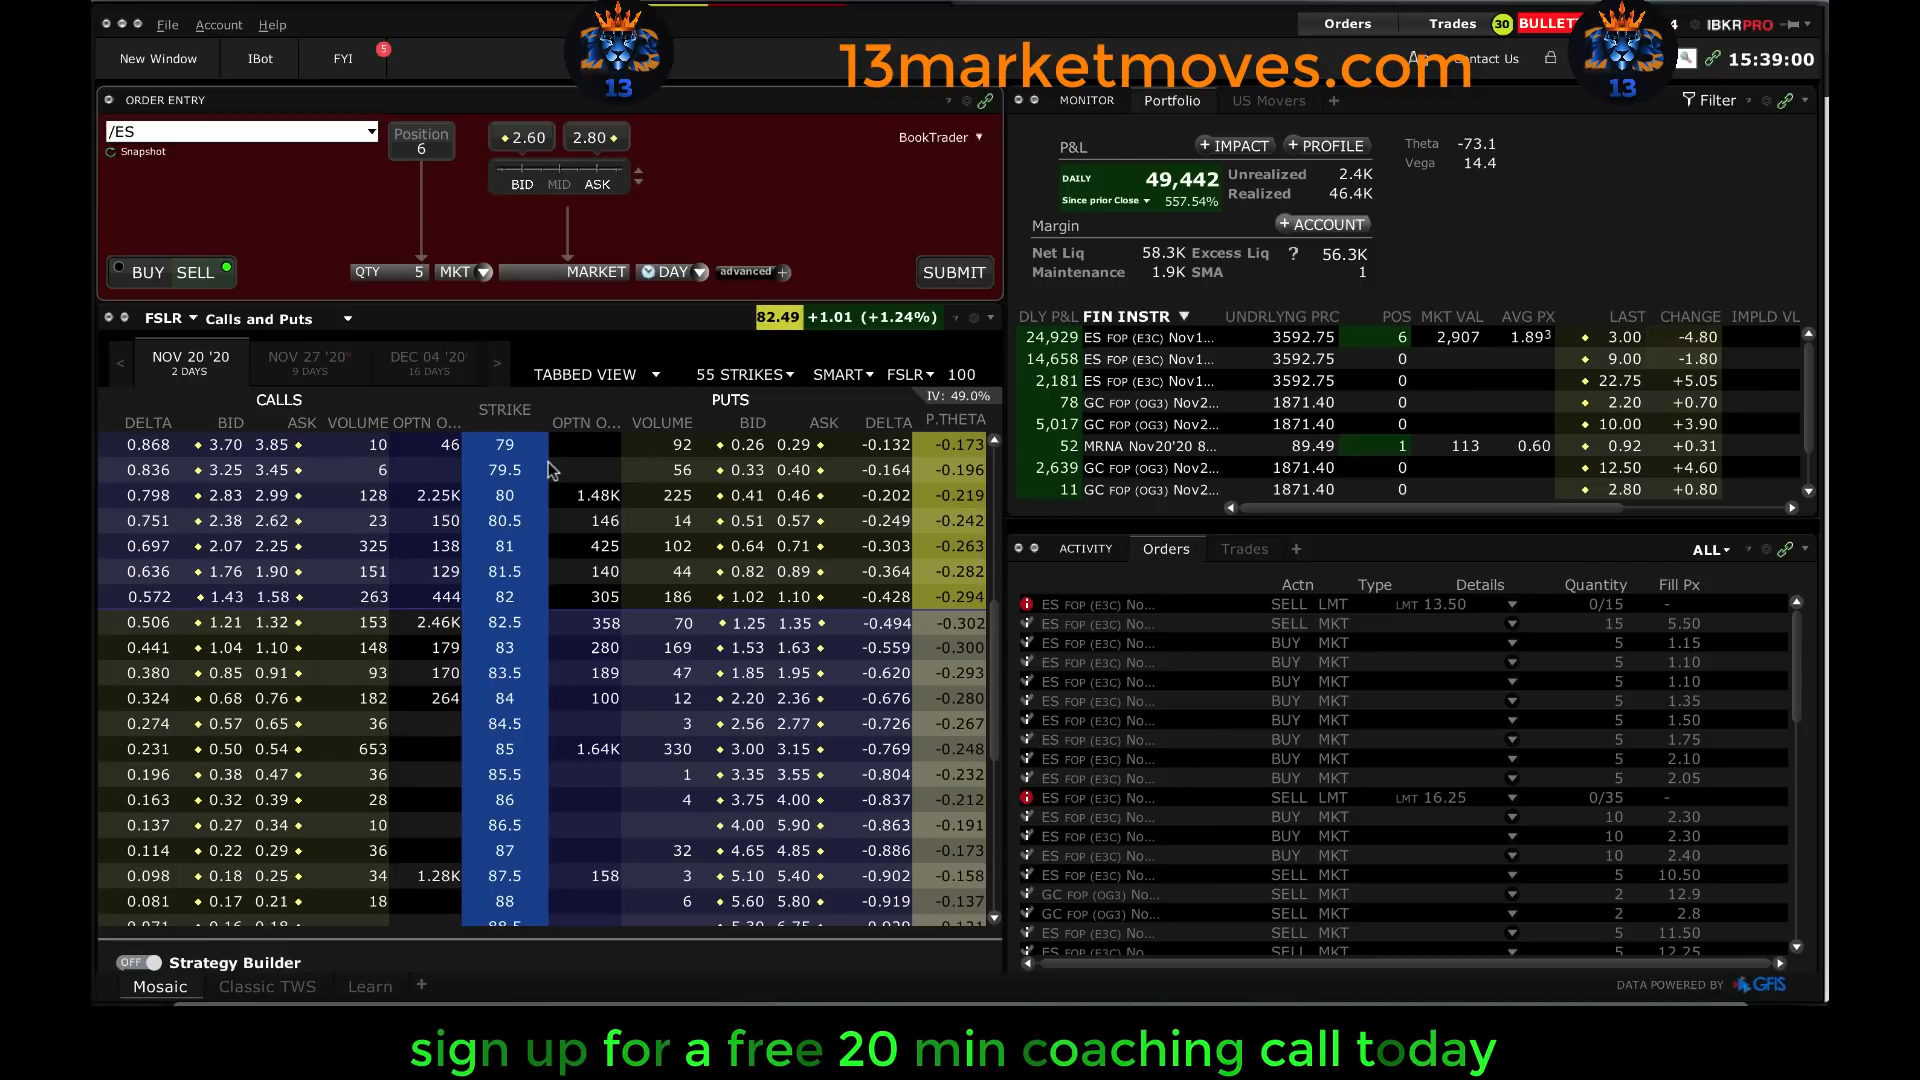 File Account Help
Orders Trades 30 BULLET 4 IBKRPRO
New Window IBot FYI 5
13
13marketmoves.com
Contact Us 15:39:00
13
ORDER ENTRY
/ES
Snapshot
Position
6
2.60 2.80
BID MID ASK
BookTrader
BUY SELL QTY 5 MKT MARKET DAY advanced + SUBMIT
FSLR Calls and Puts 82.49 +1.01 (+1.24%)
NOV 20 '20 NOV 27 '20 DEC 04 '20
2 DAYS 9 DAYS 16 DAYS
TABBED VIEW 55 STRIKES SMART FSLR 100
CALLS PUTS IV: 49.0%
DELTA BID ASK VOLUME OPTN O... STRIKE OPTN O... VOLUME BID ASK DELTA P.THETA
0.868 3.70 3.85 10 46 79 92 0.26 0.29 -0.132 -0.173
0.836 3.25 3.45 6 79.5 56 0.33 0.40 -0.164 -0.196
0.798 2.83 2.99 128 2.25K 80 1.48K 225 0.41 0.46 -0.202 -0.219
0.751 2.38 2.62 23 150 80.5 146 14 0.51 0.57 -0.249 -0.242
0.697 2.07 2.25 325 138 81 425 102 0.64 0.71 -0.303 -0.263
0.636 1.76 1.90 151 129 81.5 140 44 0.82 0.89 -0.364 -0.282
0.572 1.43 1.58 263 444 82 305 186 1.02 1.10 -0.428 -0.294
0.506 1.21 1.32 153 2.46K 82.5 358 70 1.25 1.35 -0.494 -0.302
0.441 1.04 1.10 148 179 83 280 169 1.53 1.63 -0.559 -0.300
0.380 0.85 0.91 93 170 83.5 189 47 1.85 1.95 -0.620 -0.293
0.324 0.68 0.76 182 264 84 100 12 2.20 2.36 -0.676 -0.280
0.274 0.57 0.65 36 84.5 3 2.56 2.77 -0.726 -0.267
0.231 0.50 0.54 653 85 1.64K 330 3.00 3.15 -0.769 -0.248
0.196 0.38 0.47 36 85.5 1 3.35 3.55 -0.804 -0.232
0.163 0.32 0.39 28 86 4 3.75 4.00 -0.837 -0.212
0.137 0.27 0.34 10 86.5 4.00 5.90 -0.863 -0.191
0.114 0.22 0.29 36 87 32 4.65 4.85 -0.886 -0.173
0.098 0.18 0.25 34 1.28K 87.5 158 3 5.10 5.40 -0.902 -0.158
0.081 0.17 0.21 18 88 6 5.60 5.80 -0.919 -0.137
OFF Strategy Builder
Mosaic Classic TWS Learn +
MONITOR Portfolio US Movers + Filter
P&L + IMPACT + PROFILE
Theta -73.1
Vega 14.4
DAILY 49,442
Since prior Close 557.54%
Unrealized 2.4K
Realized 46.4K
Margin + ACCOUNT
Net Liq 58.3K Excess Liq ? 56.3K
Maintenance 1.9K SMA 1
DLY P&L FIN INSTR UNDRLYNG PRC POS MKT VAL AVG PX LAST CHANGE IMPLD VL
24,929 ES FOP (E3C) Nov1... 3592.75 6 2,907 1.893 3.00 -4.80
14,658 ES FOP (E3C) Nov1... 3592.75 0 9.00 -1.80
2,181 ES FOP (E3C) Nov1... 3592.75 0 22.75 +5.05
78 GC FOP (OG3) Nov2... 1871.40 0 2.20 +0.70
5,017 GC FOP (OG3) Nov2... 1871.40 0 10.00 +3.90
52 MRNA Nov20'20 8... 89.49 1 113 0.60 0.92 +0.31
2,639 GC FOP (OG3) Nov2... 1871.40 0 12.50 +4.60
11 GC FOP (OG3) Nov2... 1871.40 0 2.80 +0.80
ACTIVITY Orders Trades + ALL
Actn Type Details Quantity Fill Px
ES FOP (E3C) No... SELL LMT LMT 13.50 0/15 -
ES FOP (E3C) No... SELL MKT 15 5.50
ES FOP (E3C) No... BUY MKT 5 1.15
ES FOP (E3C) No... BUY MKT 5 1.10
ES FOP (E3C) No... BUY MKT 5 1.10
ES FOP (E3C) No... BUY MKT 5 1.35
ES FOP (E3C) No... BUY MKT 5 1.50
ES FOP (E3C) No... BUY MKT 5 1.75
ES FOP (E3C) No... BUY MKT 5 2.10
ES FOP (E3C) No... BUY MKT 5 2.05
ES FOP (E3C) No... SELL LMT LMT 16.25 0/35 -
ES FOP (E3C) No... BUY MKT 10 2.30
ES FOP (E3C) No... BUY MKT 10 2.30
ES FOP (E3C) No... BUY MKT 10 2.40
ES FOP (E3C) No... SELL MKT 5 10.50
GC FOP (OG3) No... SELL MKT 2 12.9
GC FOP (OG3) No... SELL MKT 2 2.8
ES FOP (E3C) No... SELL MKT 5 11.50
ES FOP (E3C) No... SELL MKT 5 12.25
DATA POWERED BY GFIS
sign up for a free 20 min coaching call today